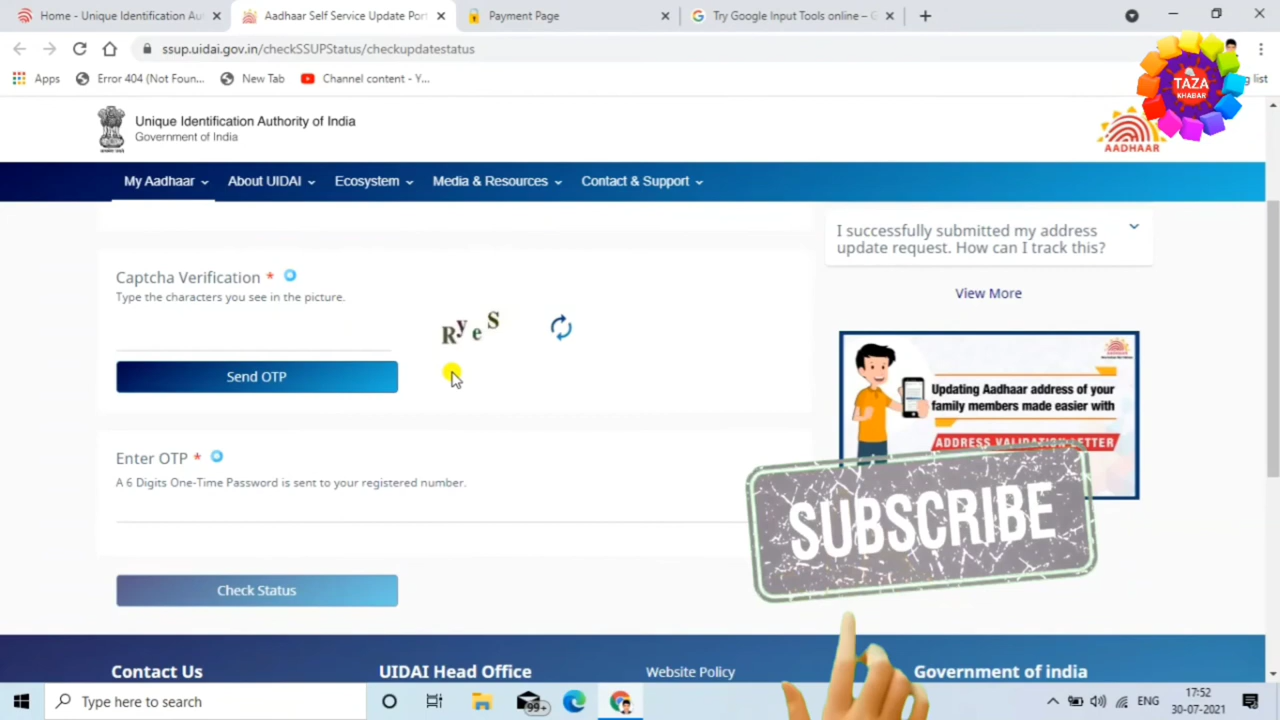 Home - Unique Identification Au
Aadhaar Self Service Update Port
Payment Page
Try Google Input Tools online – G
ssup.uidai.gov.in/checkSSUPStatus/checkupdatestatus
Apps
Error 404 (Not Foun...
New Tab
Channel content - Y...
g list
TAZA
KHABAR
Unique Identification Authority of India
Government of India
AADHAAR
My Aadhaar
About UIDAI
Ecosystem
Media & Resources
Contact & Support
I successfully submitted my address
update request. How can I track this?
View More
Captcha Verification *
Type the characters you see in the picture.
RyeS
Send OTP
Updating Aadhaar address of your
family members made easier with
ADDRESS VALIDATION LETTER
Enter OTP *
A 6 Digits One-Time Password is sent to your registered number.
SUBSCRIBE
Check Status
Contact Us
UIDAI Head Office
Website Policy
Government of india
Type here to search
99+
ENG
17:52
30-07-2021